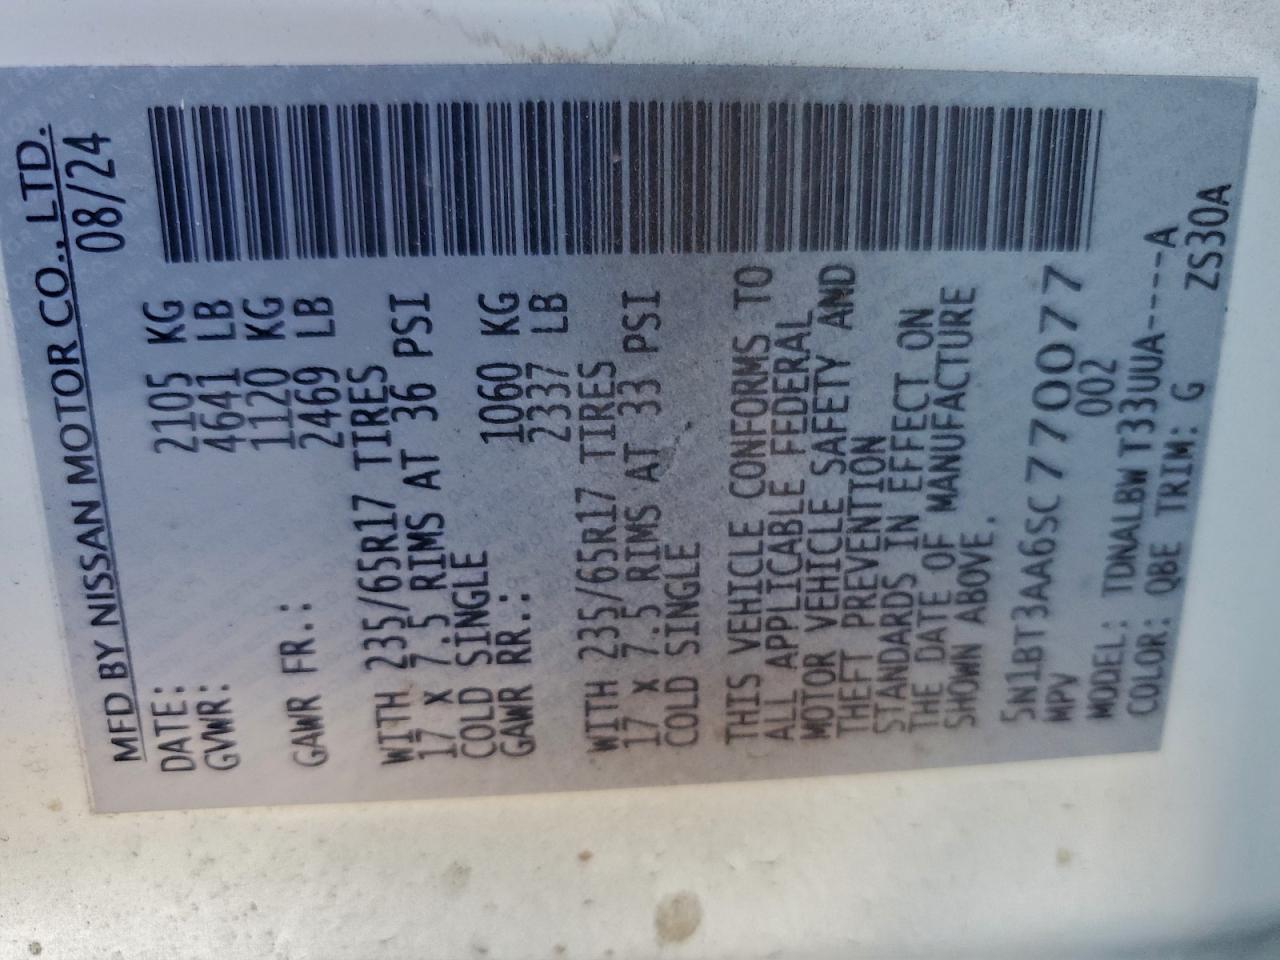 MFD BY NISSAN MOTOR CO., LTD.
DATE: 08/24
GVWR: 2105 KG
4641 LB
GAWR FR.: 1120 KG
2469 LB
WITH 235/65R17 TIRES
17 X 7.5 RIMS AT 36 PSI
COLD SINGLE
GAWR RR.: 1060 KG
2337 LB
WITH 235/65R17 TIRES
17 X 7.5 RIMS AT 33 PSI
COLD SINGLE
THIS VEHICLE CONFORMS TO
ALL APPLICABLE FEDERAL
MOTOR VEHICLE SAFETY AND
THEFT PREVENTION
STANDARDS IN EFFECT ON
THE DATE OF MANUFACTURE
SHOWN ABOVE.
5N1BT3AA6SC770077
MPV 002
MODEL: TDNALBWT33UUA----A
COLOR: QBE TRIM: G ZS30A